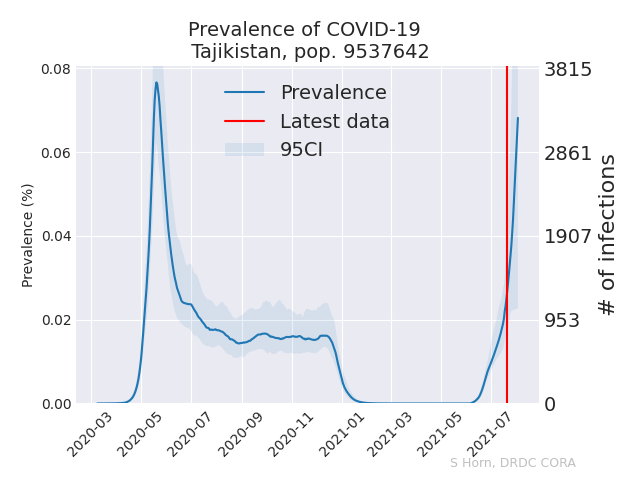 Prevalence of COVID-19
Tajikistan, pop. 9537642
Prevalence
Latest data
95CI
Prevalence (%)
0.08
0.06
0.04
0.02
0.00
3815
2861
1907
953
0
# of infections
2020-03
2020-05
2020-07
2020-09
2020-11
2021-01
2021-03
2021-05
2021-07
S Horn, DRDC CORA